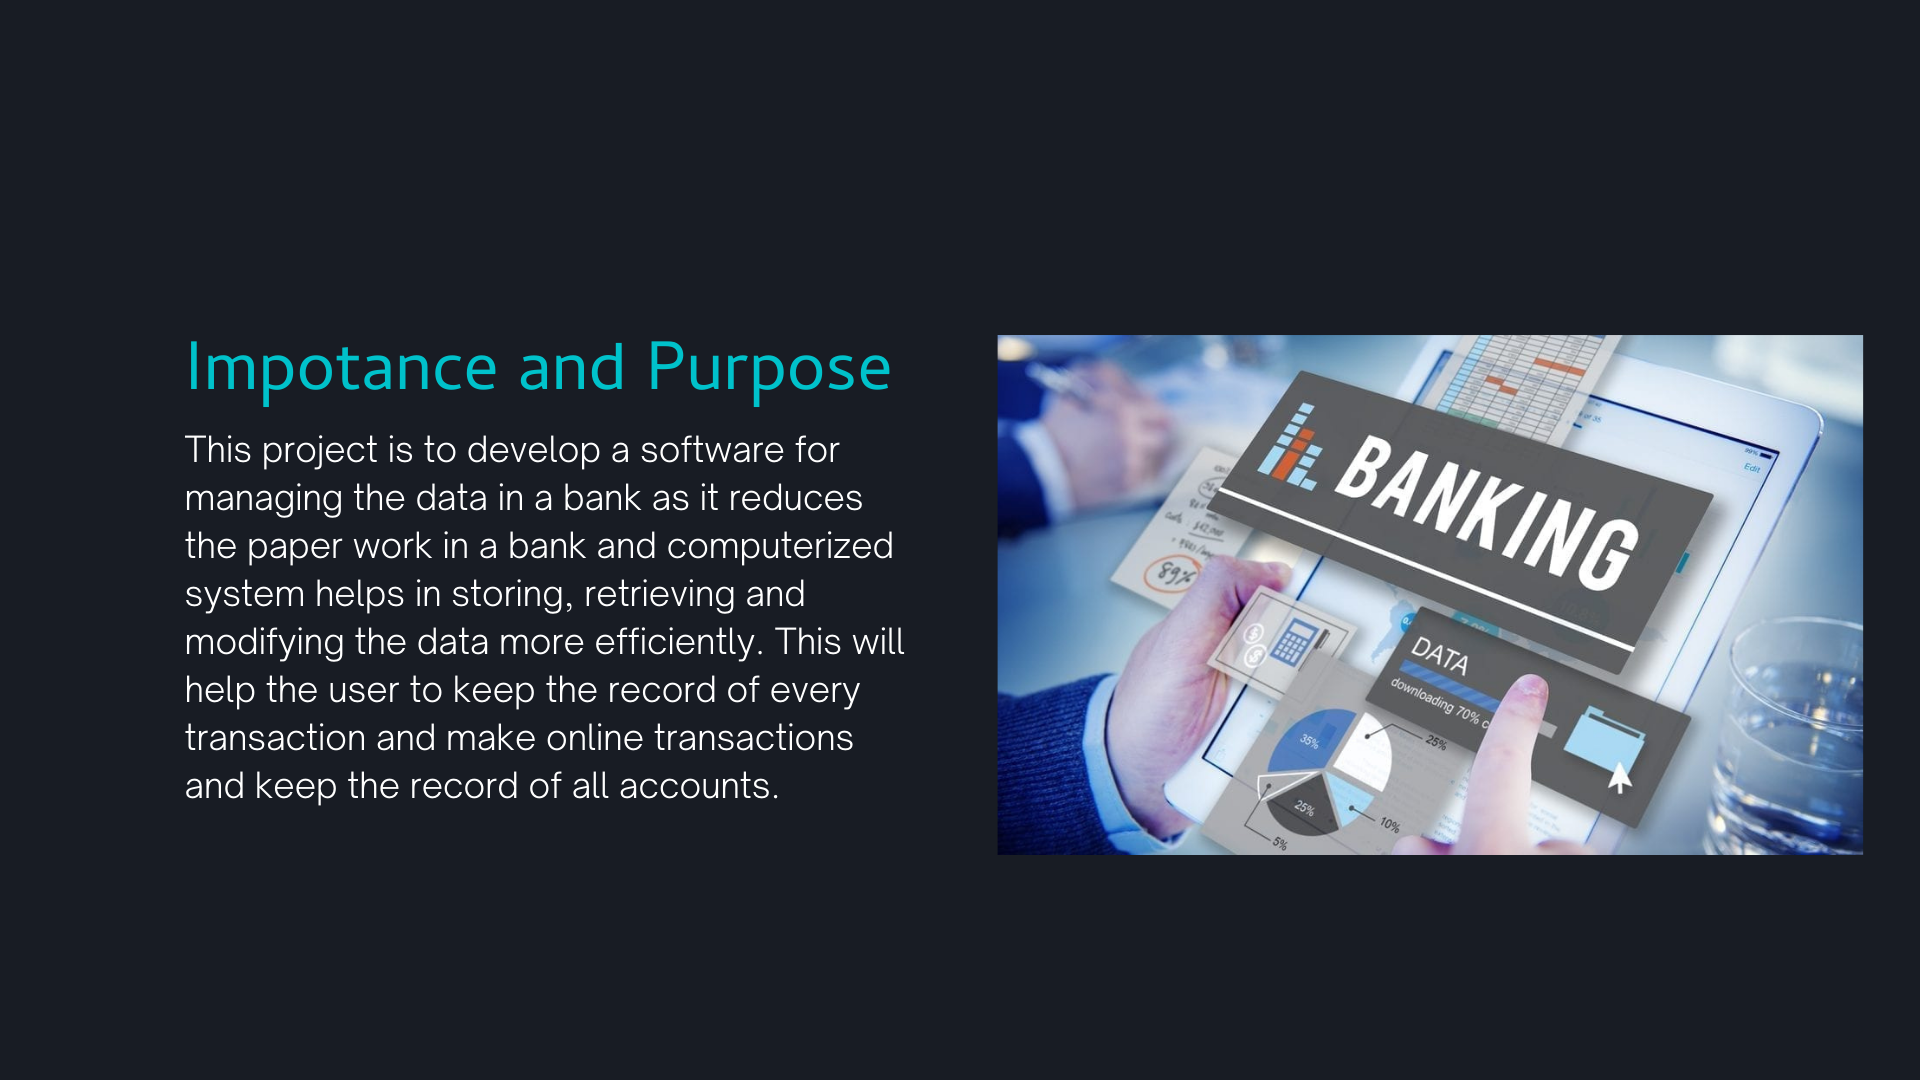 Impotance and Purpose
This project is to develop a software for
managing the data in a bank as it reduces
the paper work in a bank and computerized
system helps in storing, retrieving and
modifying the data more efficiently. This will
help the user to keep the record of every
transaction and make online transactions
and keep the record of all accounts.
BANKING
DATA
downloading 70% c
Edit
89%
35%
25%
25%
10%
5%